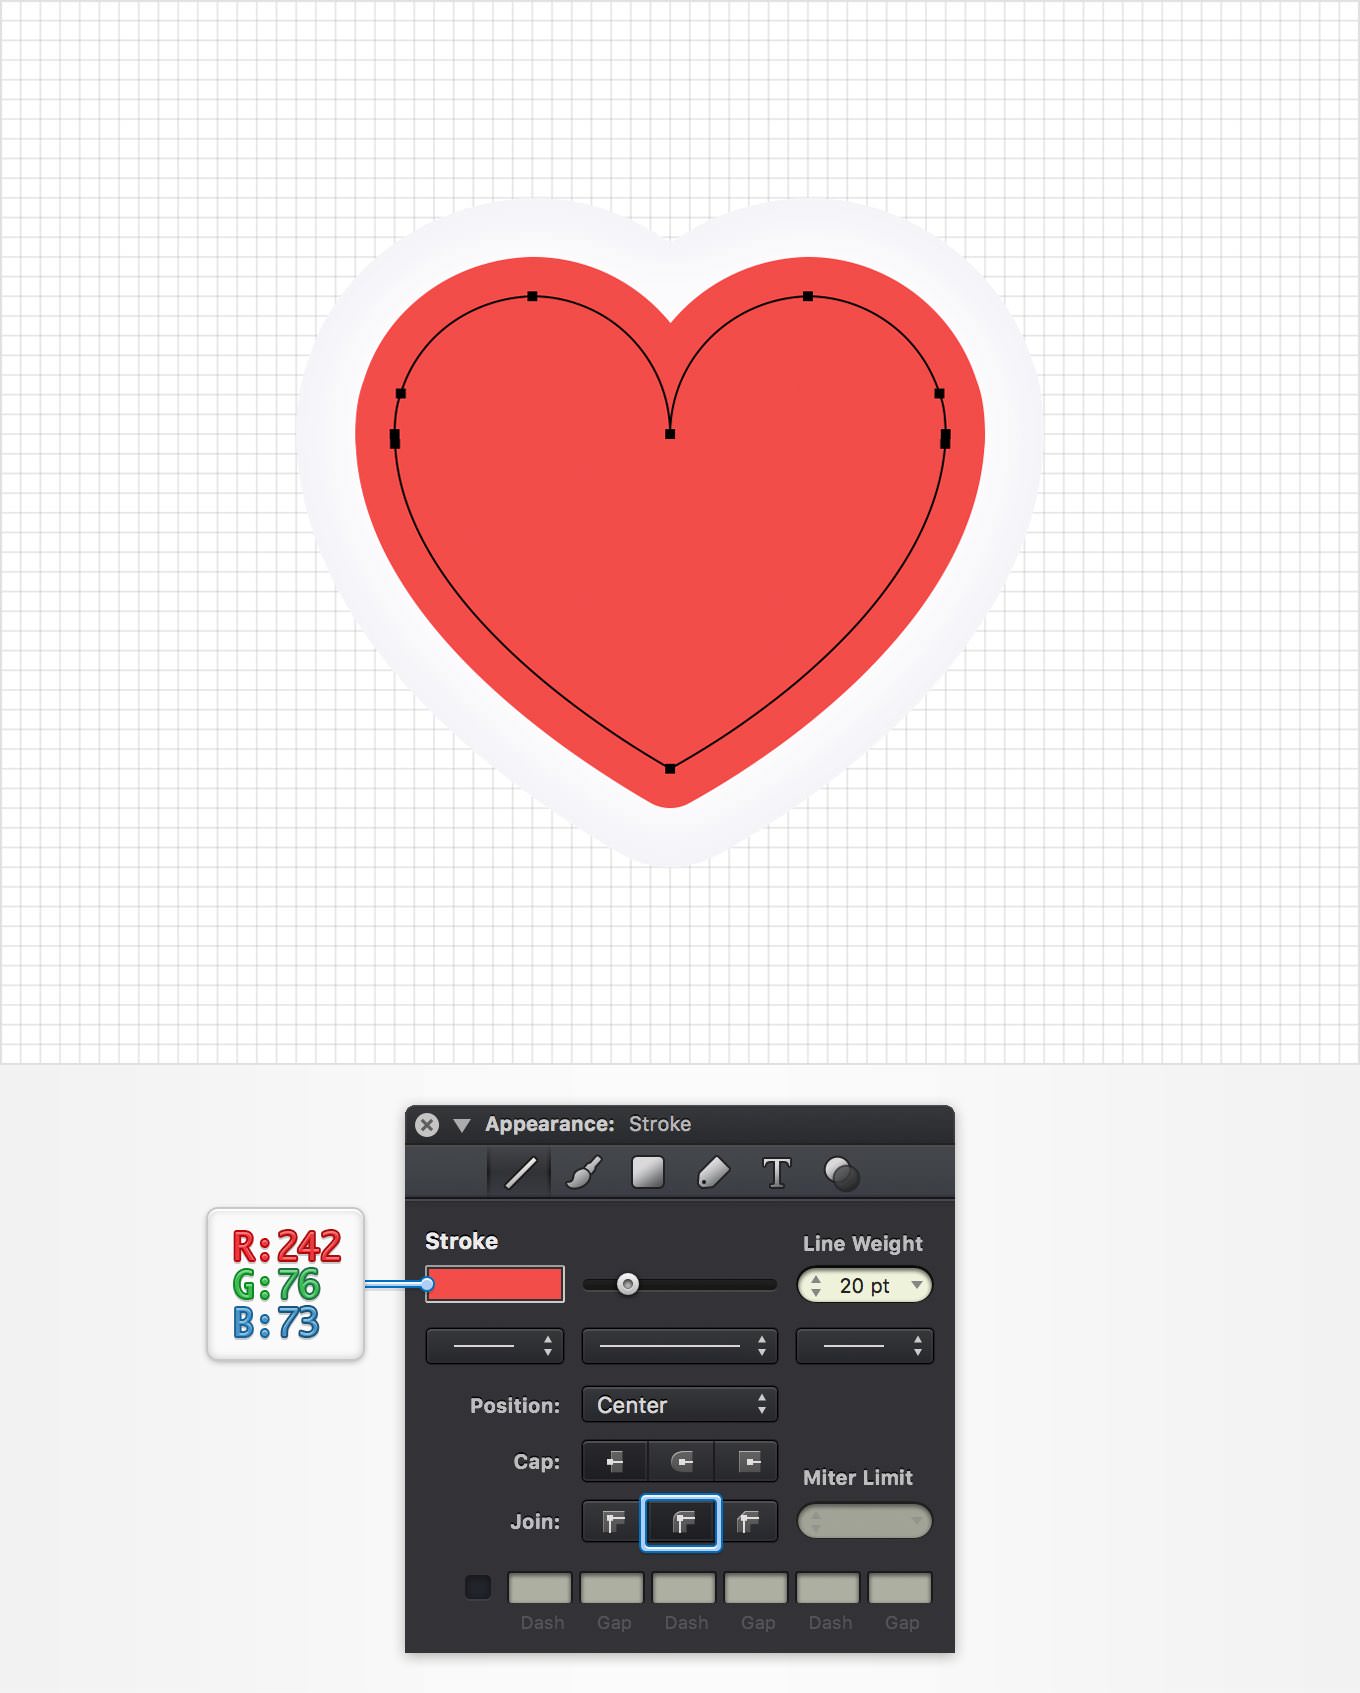 Appearance: Stroke
T
Stroke
Line Weight
R:242
G:76
B:73
20 pt
Position: Center
Cap:
Miter Limit
Join:
Dash Gap Dash Gap Dash Gap